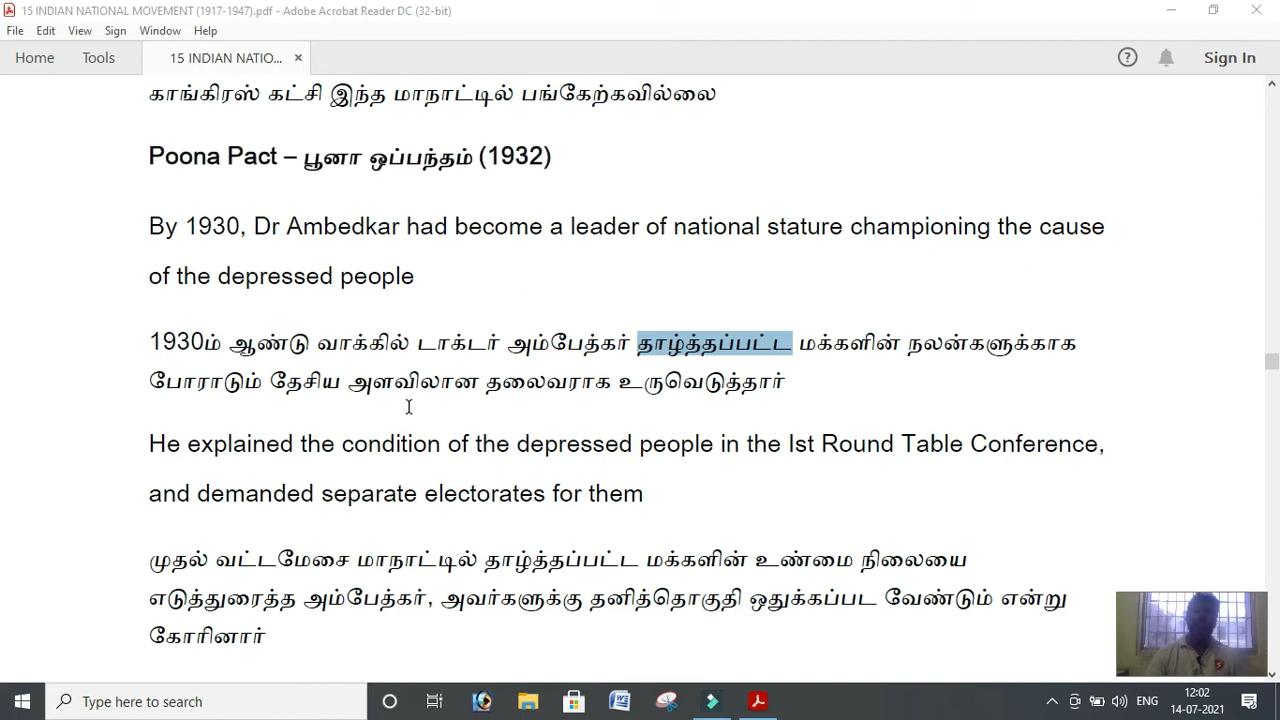 15 INDIAN NATIONAL MOVEMENT (1917-1947).pdf - Adobe Acrobat Reader DC (32-bit)
File Edit View Sign Window Help
Home Tools 15 INDIAN NATIO... × Sign In
காங்கிரஸ் கட்சி இந்த மாநாட்டில் பங்கேற்கவில்லை
Poona Pact – பூனா ஒப்பந்தம் (1932)
By 1930, Dr Ambedkar had become a leader of national stature championing the cause
of the depressed people
1930ம் ஆண்டு வாக்கில் டாக்டர் அம்பேத்கர் தாழ்த்தப்பட்ட மக்களின் நலன்களுக்காக
போராடும் தேசிய அளவிலான தலைவராக உருவெடுத்தார்
He explained the condition of the depressed people in the Ist Round Table Conference,
and demanded separate electorates for them
முதல் வட்டமேசை மாநாட்டில் தாழ்த்தப்பட்ட மக்களின் உண்மை நிலையை
எடுத்துரைத்த அம்பேத்கர், அவர்களுக்கு தனித்தொகுதி ஒதுக்கப்பட வேண்டும் என்று
கோரினார்
Type here to search
ENG
12:02
14-07-2021